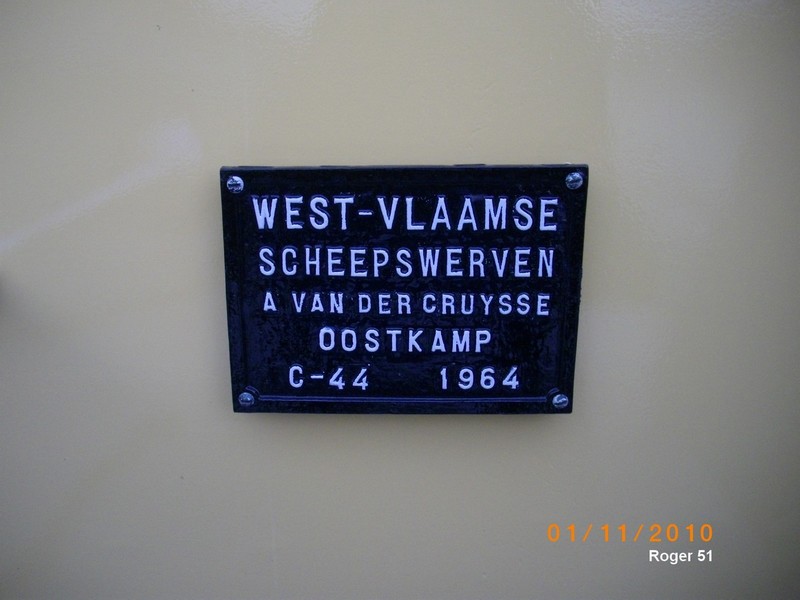 WEST-VLAAMSE
SCHEEPSWERVEN
A VAN DER CRUYSSE
OOSTKAMP
C-44 1964
01/11/2010
Roger 51